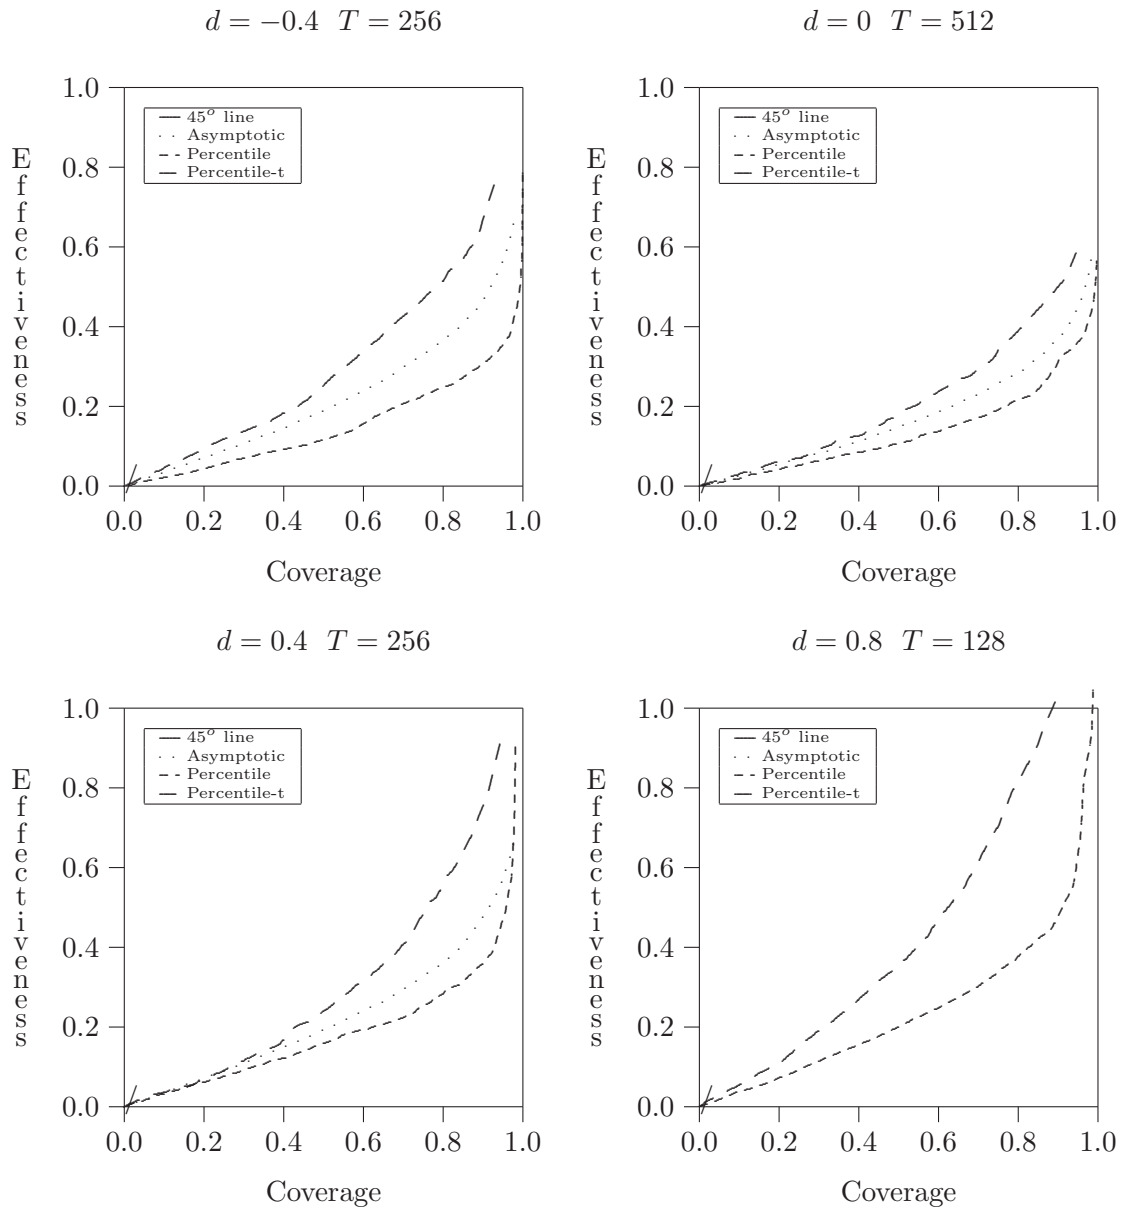 d = −0.4 T = 256
1.0
0.8
0.6
0.4
0.2
0.0
0.0 0.2 0.4 0.6 0.8 1.0
Effectiveness
Coverage
45° line
Asymptotic
Percentile
Percentile-t
d = 0 T = 512
1.0
0.8
0.6
0.4
0.2
0.0
0.0 0.2 0.4 0.6 0.8 1.0
Effectiveness
Coverage
45° line
Asymptotic
Percentile
Percentile-t
d = 0.4 T = 256
1.0
0.8
0.6
0.4
0.2
0.0
0.0 0.2 0.4 0.6 0.8 1.0
Effectiveness
Coverage
45° line
Asymptotic
Percentile
Percentile-t
d = 0.8 T = 128
1.0
0.8
0.6
0.4
0.2
0.0
0.0 0.2 0.4 0.6 0.8 1.0
Effectiveness
Coverage
45° line
Asymptotic
Percentile
Percentile-t